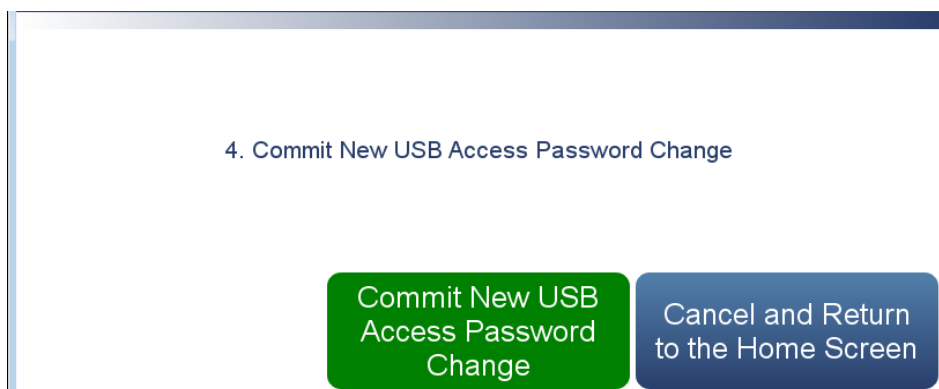 4. Commit New USB Access Password Change
Commit New USB
Access Password
Change
Cancel and Return
to the Home Screen